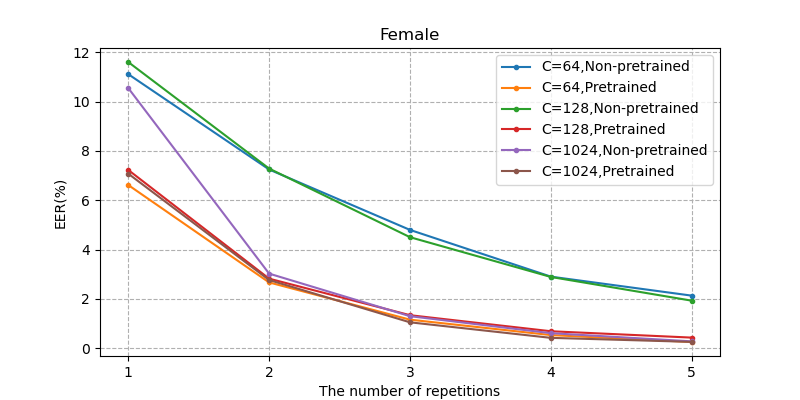 Female
12
10
8
6
4
2
0
EER(%)
C=64,Non-pretrained
C=64,Pretrained
C=128,Non-pretrained
C=128,Pretrained
C=1024,Non-pretrained
C=1024,Pretrained
1 2 3 4 5
The number of repetitions